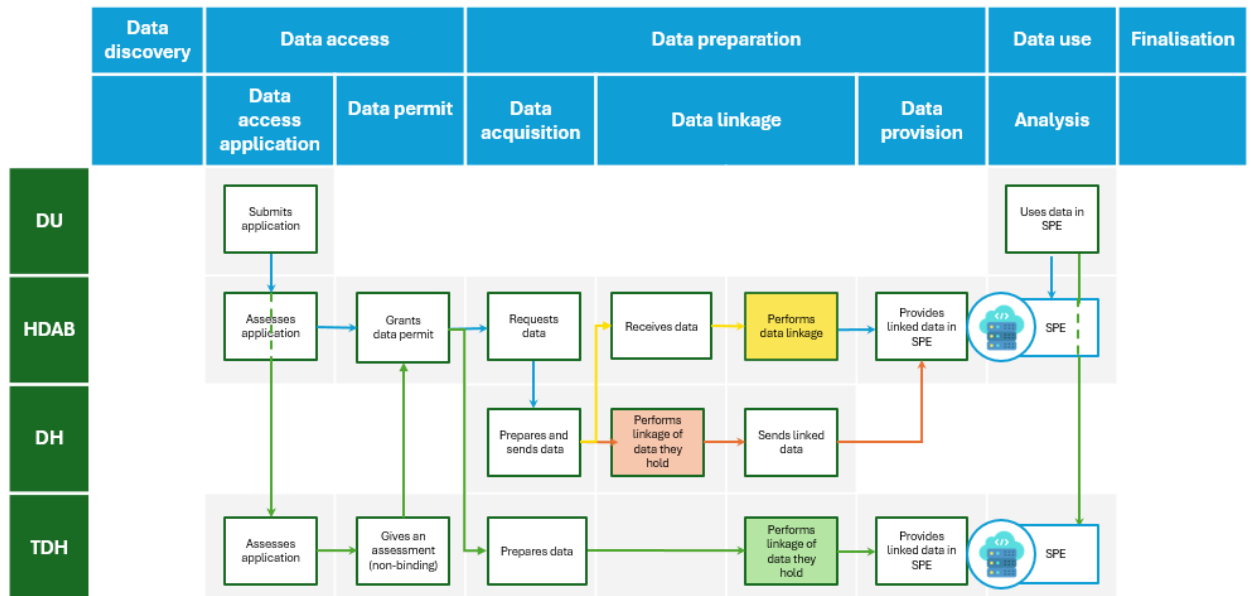 Data
discovery
Data access
Data preparation
Data use
Finalisation
Data
access
application
Data permit
Data
acquisition
Data linkage
Data
provision
Analysis
DU
Submits
application
Uses data in
SPE
HDAB
Assesses
application
Grants
data permit
Requests
data
Receives data
Performs
data linkage
Provides
linked data in
SPE
</>
SPE
DH
Prepares and
sends data
Performs
linkage of
data they
hold
Sends linked
data
TDH
Assesses
application
Gives an
assessment
(non-binding)
Prepares data
Performs
linkage of
data they
hold
Provides
linked data in
SPE
</>
SPE